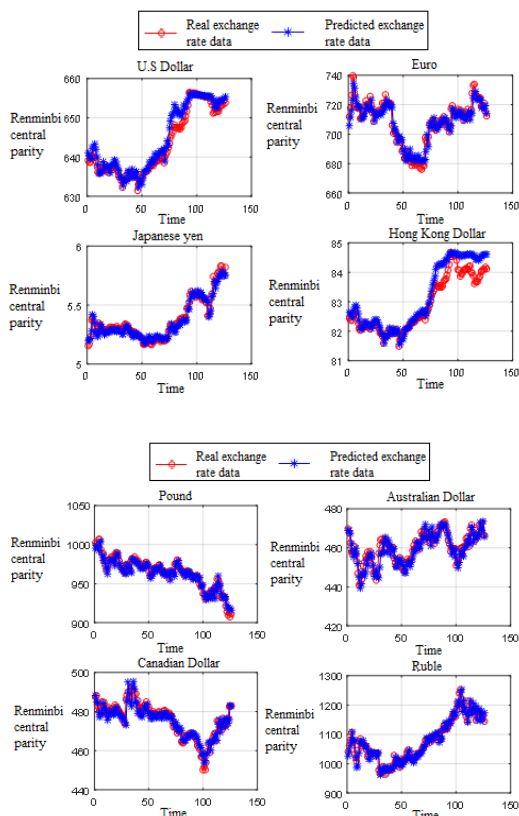 Real exchange rate data
Predicted exchange rate data
U.S Dollar
Renminbi central parity
660
650
640
630
0 50 100 150
Time
Euro
Renminbi central parity
740
720
700
680
660
0 50 100 150
Time
Japanese yen
Renminbi central parity
6
5.5
5
0 50 100 150
Time
Hong Kong Dollar
Renminbi central parity
85
84
83
82
81
0 50 100 150
Time
Real exchange rate data
Predicted exchange rate data
Pound
Renminbi central parity
1050
1000
950
900
0 50 100 150
Time
Australian Dollar
Renminbi central parity
480
460
440
420
0 50 100 150
Time
Canadian Dollar
Renminbi central parity
500
480
460
440
0 50 100 150
Time
Ruble
Renminbi central parity
1300
1200
1100
1000
900
0 50 100 150
Time